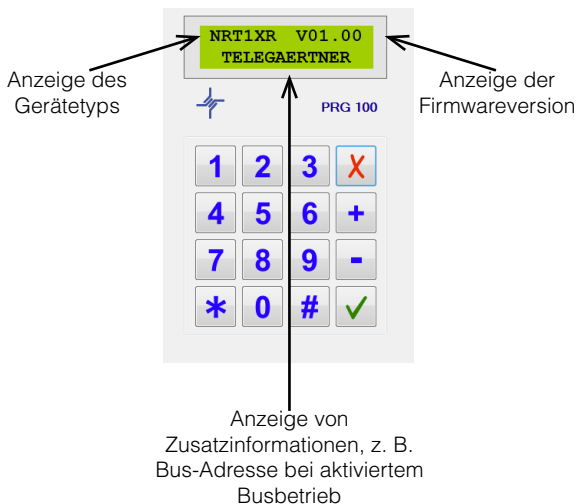 NRT1XR V01.00
TELEGAERTNER
Anzeige des
Gerätetyps
Anzeige der
Firmwareversion
PRG 100
1 2 3 X
4 5 6 +
7 8 9 -
* 0 # ✓
Anzeige von
Zusatzinformationen, z. B.
Bus-Adresse bei aktiviertem
Busbetrieb